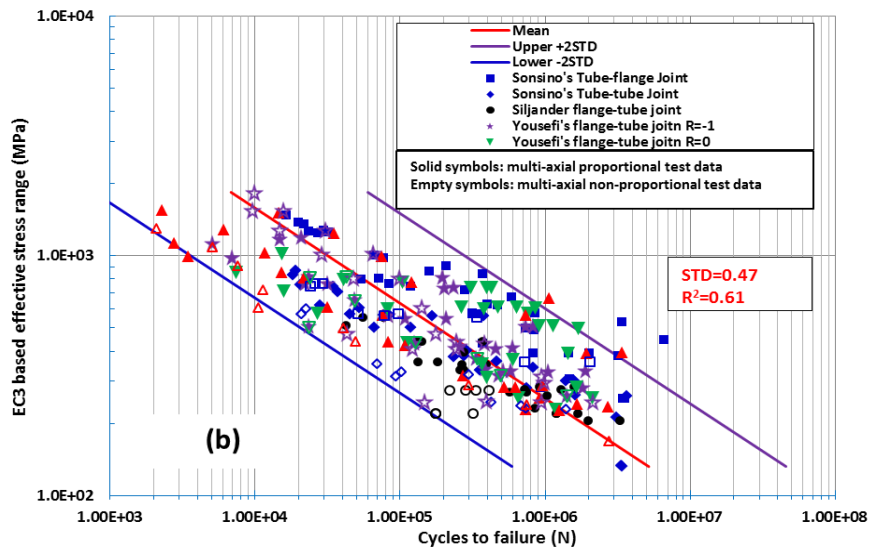 1.0E+04
1.0E+03
1.0E+02
EC3 based effective stress range (MPa)
Mean
Upper +2STD
Lower -2STD
Sonsino's Tube-flange Joint
Sonsino's Tube-tube Joint
Siljander flange-tube joint
Yousefi's flange-tube joitn R=-1
Yousefi's flange-tube joitn R=0
Solid symbols: multi-axial proportional test data
Empty symbols: multi-axial non-proportional test data
STD=0.47
R²=0.61
(b)
1.00E+03 1.00E+04 1.00E+05 1.00E+06 1.00E+07 1.00E+08
Cycles to failure (N)